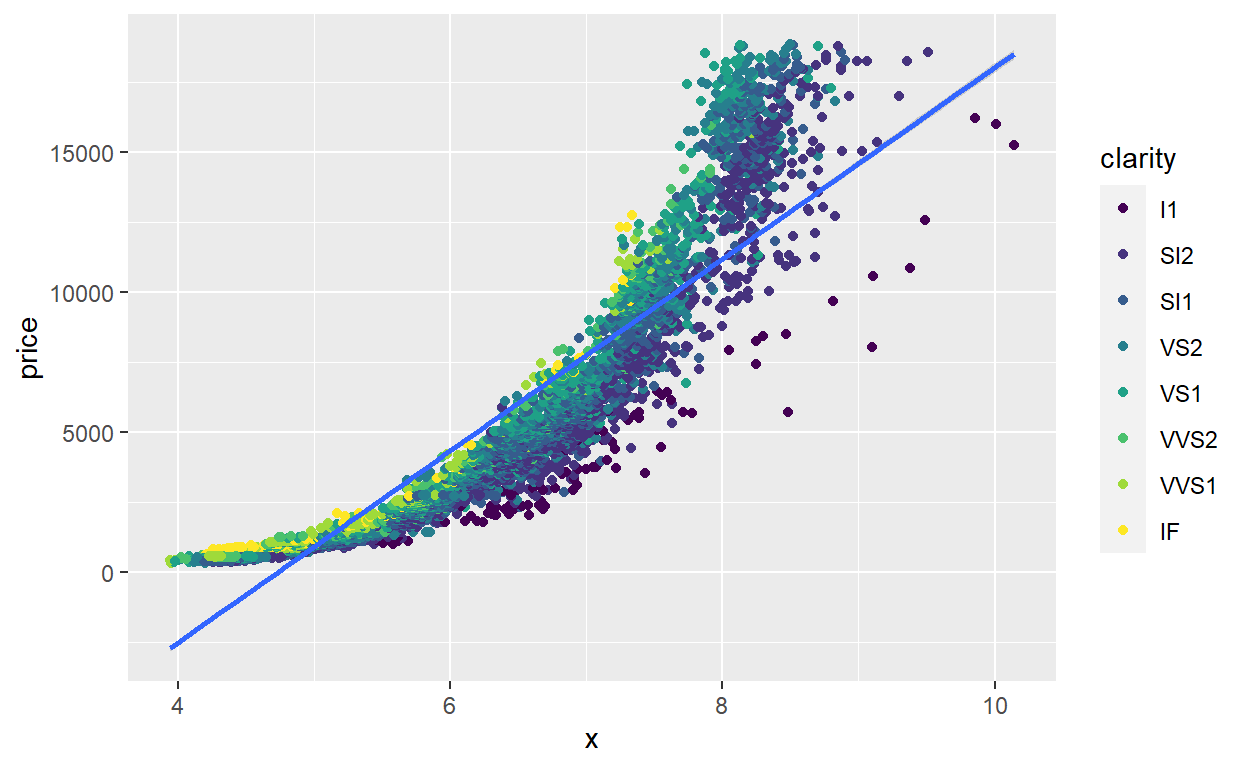 15000
10000
5000
0
price
4
6
8
10
x
clarity
I1
SI2
SI1
VS2
VS1
VVS2
VVS1
IF